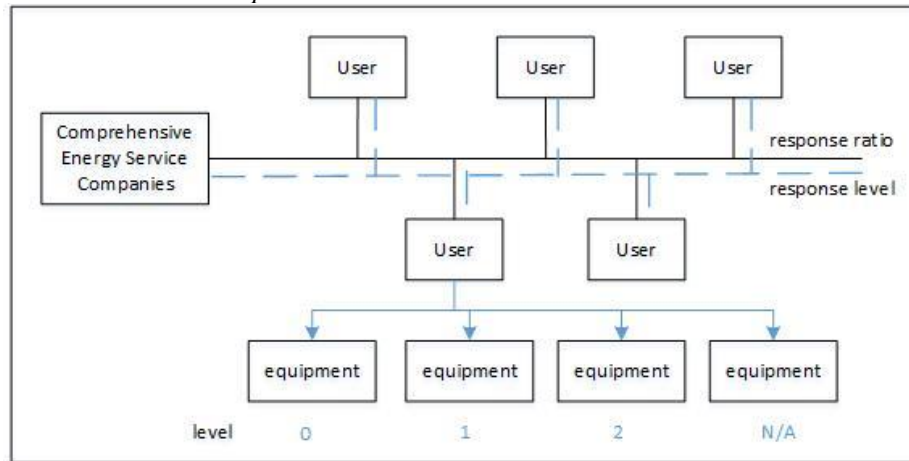 User
User
User
Comprehensive
Energy Service
Companies
response ratio
response level
User
User
equipment
equipment
equipment
equipment
level 0 1 2 N/A